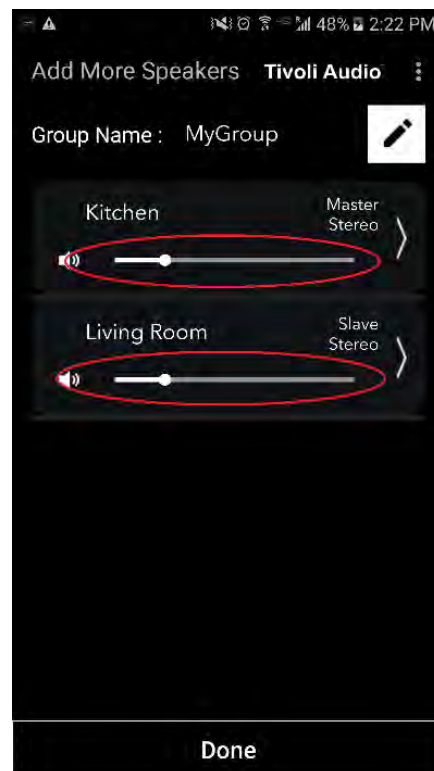 48% 2:22 PM
Add More Speakers Tivoli Audio
Group Name : MyGroup
Kitchen
Master
Stereo
Living Room
Slave
Stereo
Done